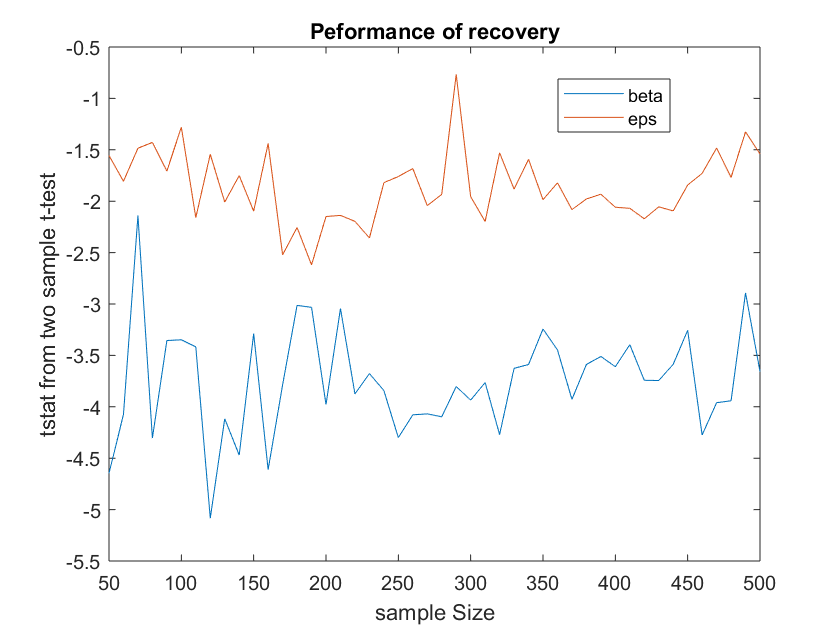 Peformance of recovery
beta
eps
tstat from two sample t-test
-0.5
-1
-1.5
-2
-2.5
-3
-3.5
-4
-4.5
-5
-5.5
50 100 150 200 250 300 350 400 450 500
sample Size